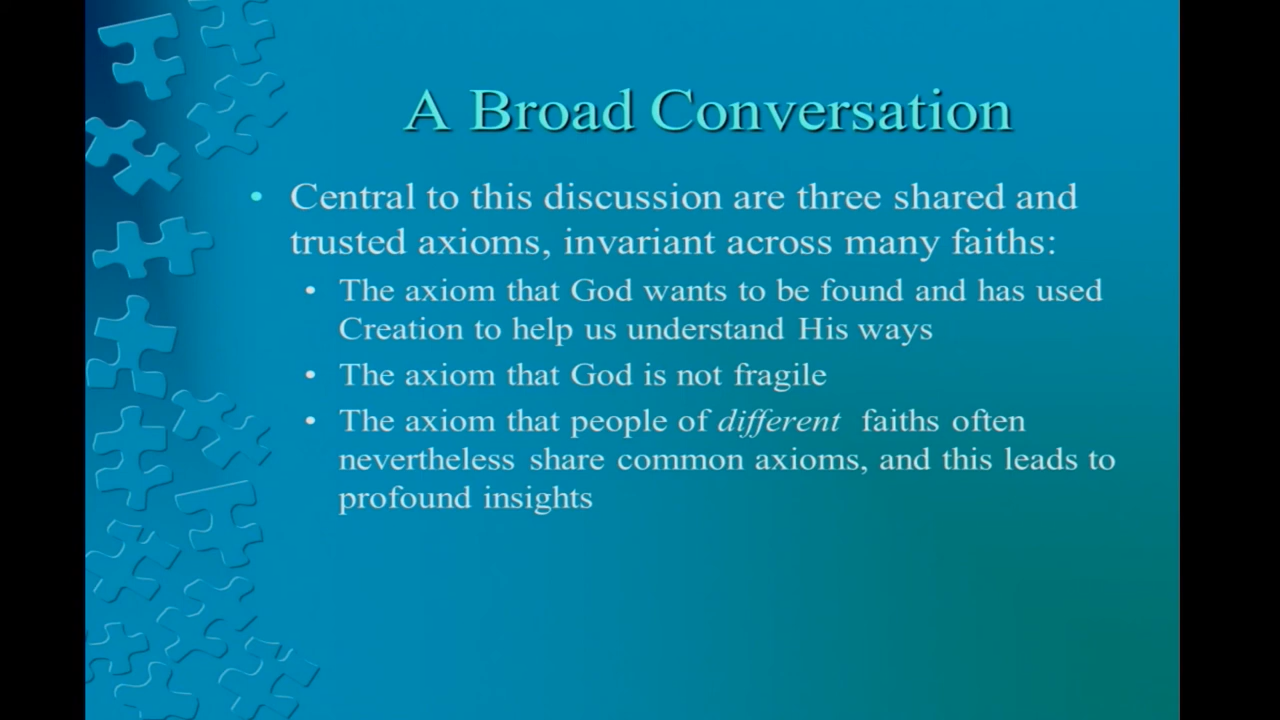 A Broad Conversation
• Central to this discussion are three shared and
trusted axioms, invariant across many faiths:
• The axiom that God wants to be found and has used
Creation to help us understand His ways
• The axiom that God is not fragile
• The axiom that people of different faiths often
nevertheless share common axioms, and this leads to
profound insights